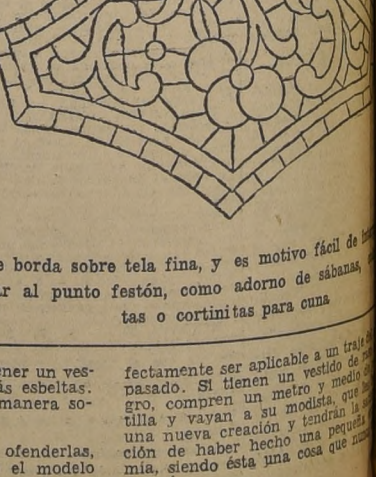 borda sobre tela fina, y es motivo fácil de
al punto festón, como adorno de sábanas,
tas o cortinitas para cuna
ner un ves-
is esbeltas.
manera so-
ofenderlas,
el modelo
fectamente ser aplicable a un traje
pasado. Si tienen un vestido de
gro, compren un metro y medio de
tilla y vayan a su modista, que
una nueva creación y tendrán la
ción de haber hecho una pequeña
mía, siendo ésta una cosa que